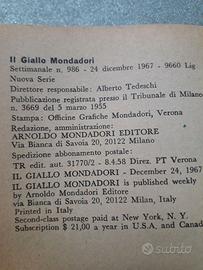 Il Giallo Mondadori
Settimanale n. 986 - 24 dicembre 1967 - 9660 Lig
Nuova Serie
Direttore responsabile: Alberto Tedeschi
Pubblicazione registrata presso il Tribunale di Milano
n. 3669 del 5 marzo 1955
Stampa: Officine Grafiche Mondadori, Verona
Redazione, amministrazione:
ARNOLDO MONDADORI EDITORE
Via Bianca di Savoia 20, 20122 Milano
Spedizione abbonamento postale:
TR edit. aut. 31770/2 - 8.4.58 Direz. PT Verona
IL GIALLO MONDADORI - December 24, 1967
IL GIALLO MONDADORI is published weekly
by Arnoldo Mondadori Editore
Via Bianca di Savoia 20, 20122 Milan, Italy
Printed in Italy
Second-class postage paid at New York, N. Y.
Subscription $ 21,00 a year in U.S.A. and Canada
subito